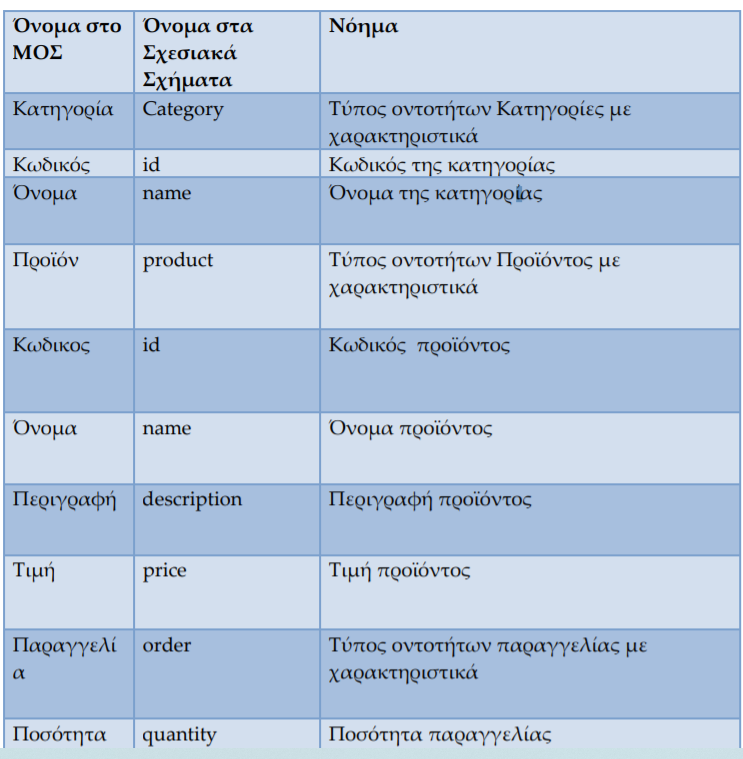 Όνομα στο Όνομα στα Νόημα
ΜΟΣ Σχεσιακά
Σχήματα
Κατηγορία Category Τύπος οντοτήτων Κατηγορίες με
χαρακτηριστικά
Κωδικός id Κωδικός της κατηγορίας
Όνομα name Όνομα της κατηγορίας
Προϊόν product Τύπος οντοτήτων Προϊόντος με
χαρακτηριστικά
Κωδικος id Κωδικός προϊόντος
Όνομα name Όνομα προϊόντος
Περιγραφή description Περιγραφή προϊόντος
Τιμή price Τιμή προϊόντος
Παραγγελί order Τύπος οντοτήτων παραγγελίας με
α χαρακτηριστικά
Ποσότητα quantity Ποσότητα παραγγελίας